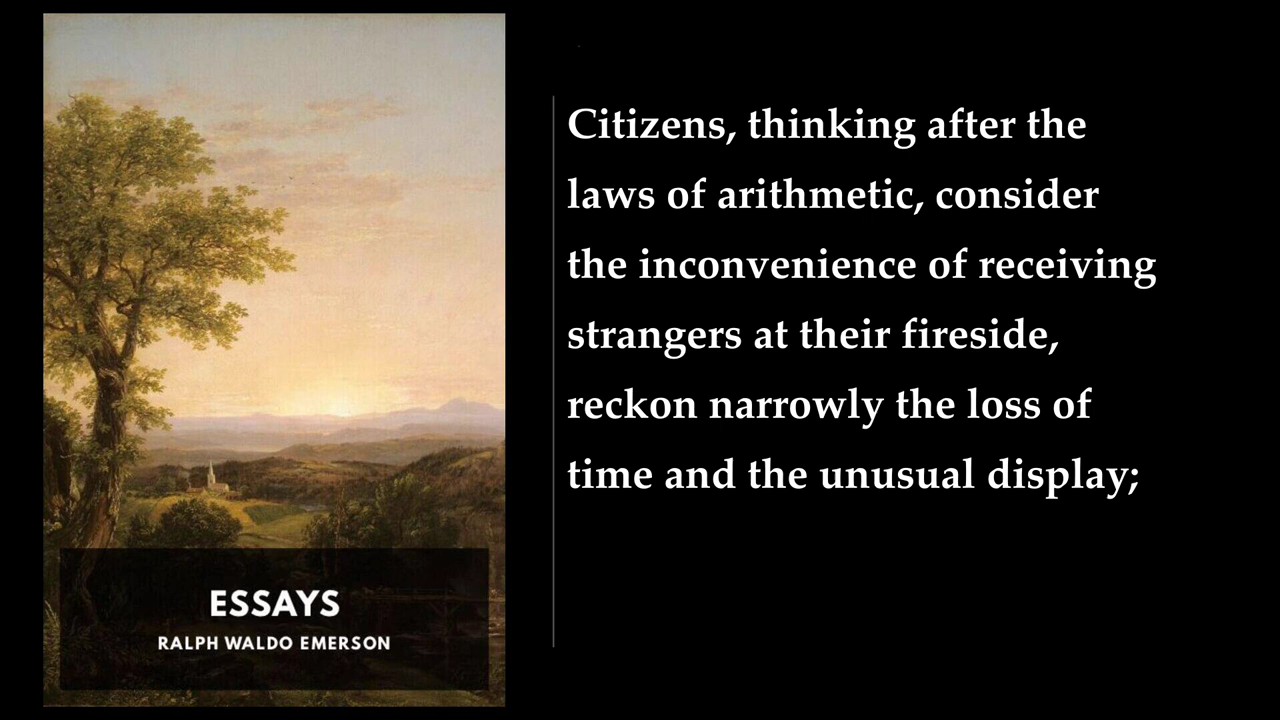 ESSAYS
RALPH WALDO EMERSON
Citizens, thinking after the
laws of arithmetic, consider
the inconvenience of receiving
strangers at their fireside,
reckon narrowly the loss of
time and the unusual display;